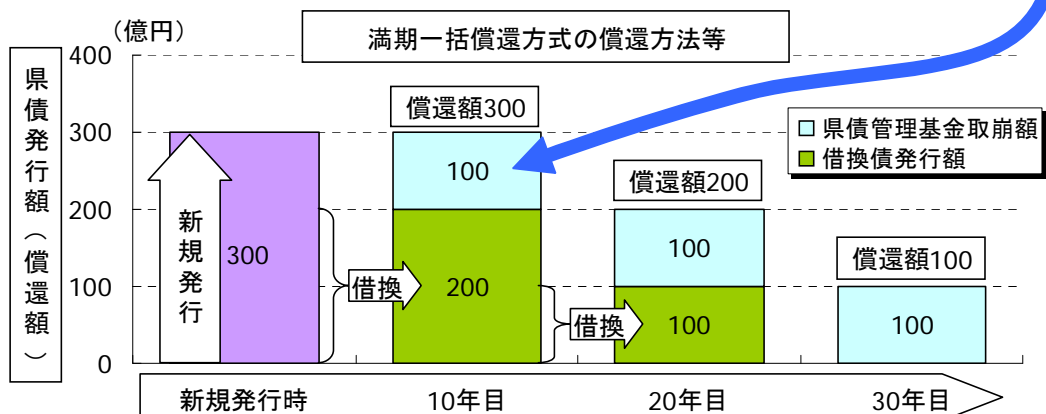 (億円)
満期一括償還方式の償還方法等
県債発行額(償還額)
400
300
200
100
0
償還額300
償還額200
償還額100
県債管理基金取崩額
借換債発行額
新規発行
300
借換
100
200
借換
100
100
100
新規発行時
10年目
20年目
30年目